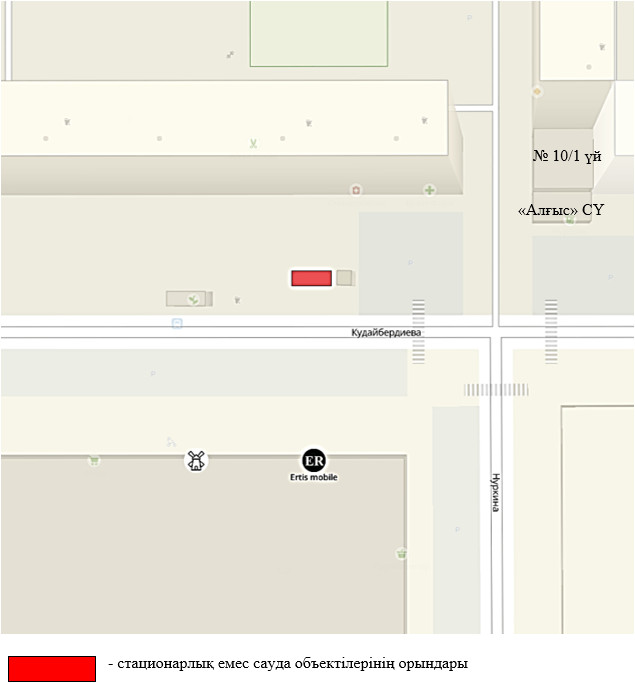 № 10/1 үй
«Алғыс» СҮ
Кудайбердиева
ER
Ertis mobile
Нуркина
- стационарлық емес сауда объектілерінің орындары